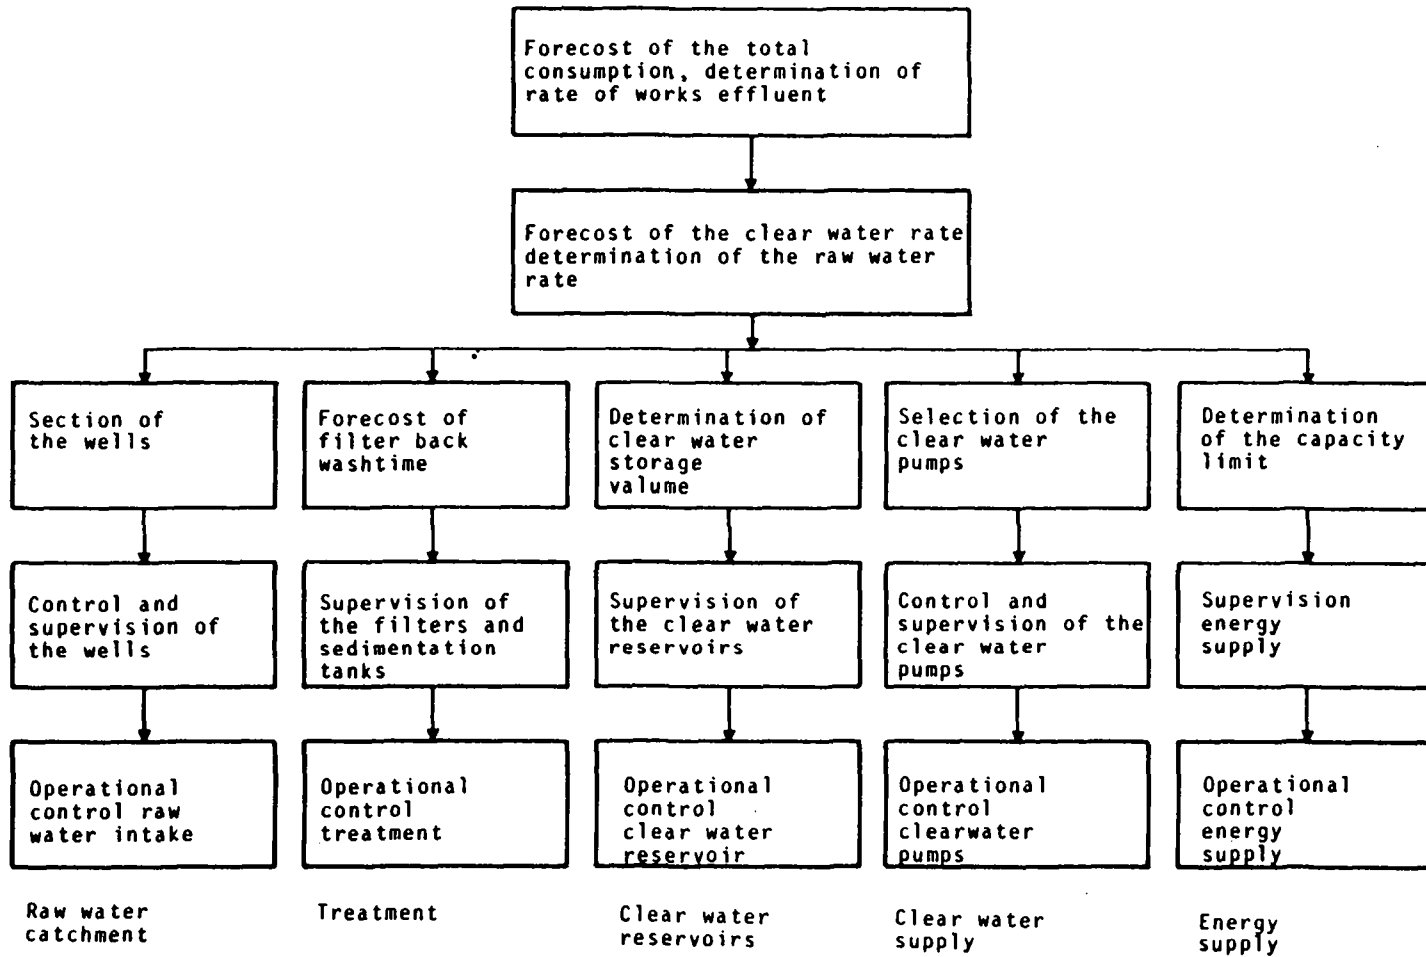 Forecost of the total
consumption, determination of
rate of works effluent
Forecost of the clear water rate
determination of the raw water
rate
Section of
the wells
Forecost of
filter back
washtime
Determination of
clear water
storage
value
Selection of the
clear water
pumps
Determination
of the capacity
limit
Control and
supervision of
the wells
Supervision of
the filters and
sedimentation
tanks
Supervision of
the clear water
reservoirs
Control and
supervision of the
clear water
pumps
Supervision
energy
supply
Operational
control raw
water intake
Operational
control
treatment
Operational
control
clear water
reservoir
Operational
control
clearwater
pumps
Operational
control
energy
supply
Raw water
catchment
Treatment
Clear water
reservoirs
Clear water
supply
Energy
supply